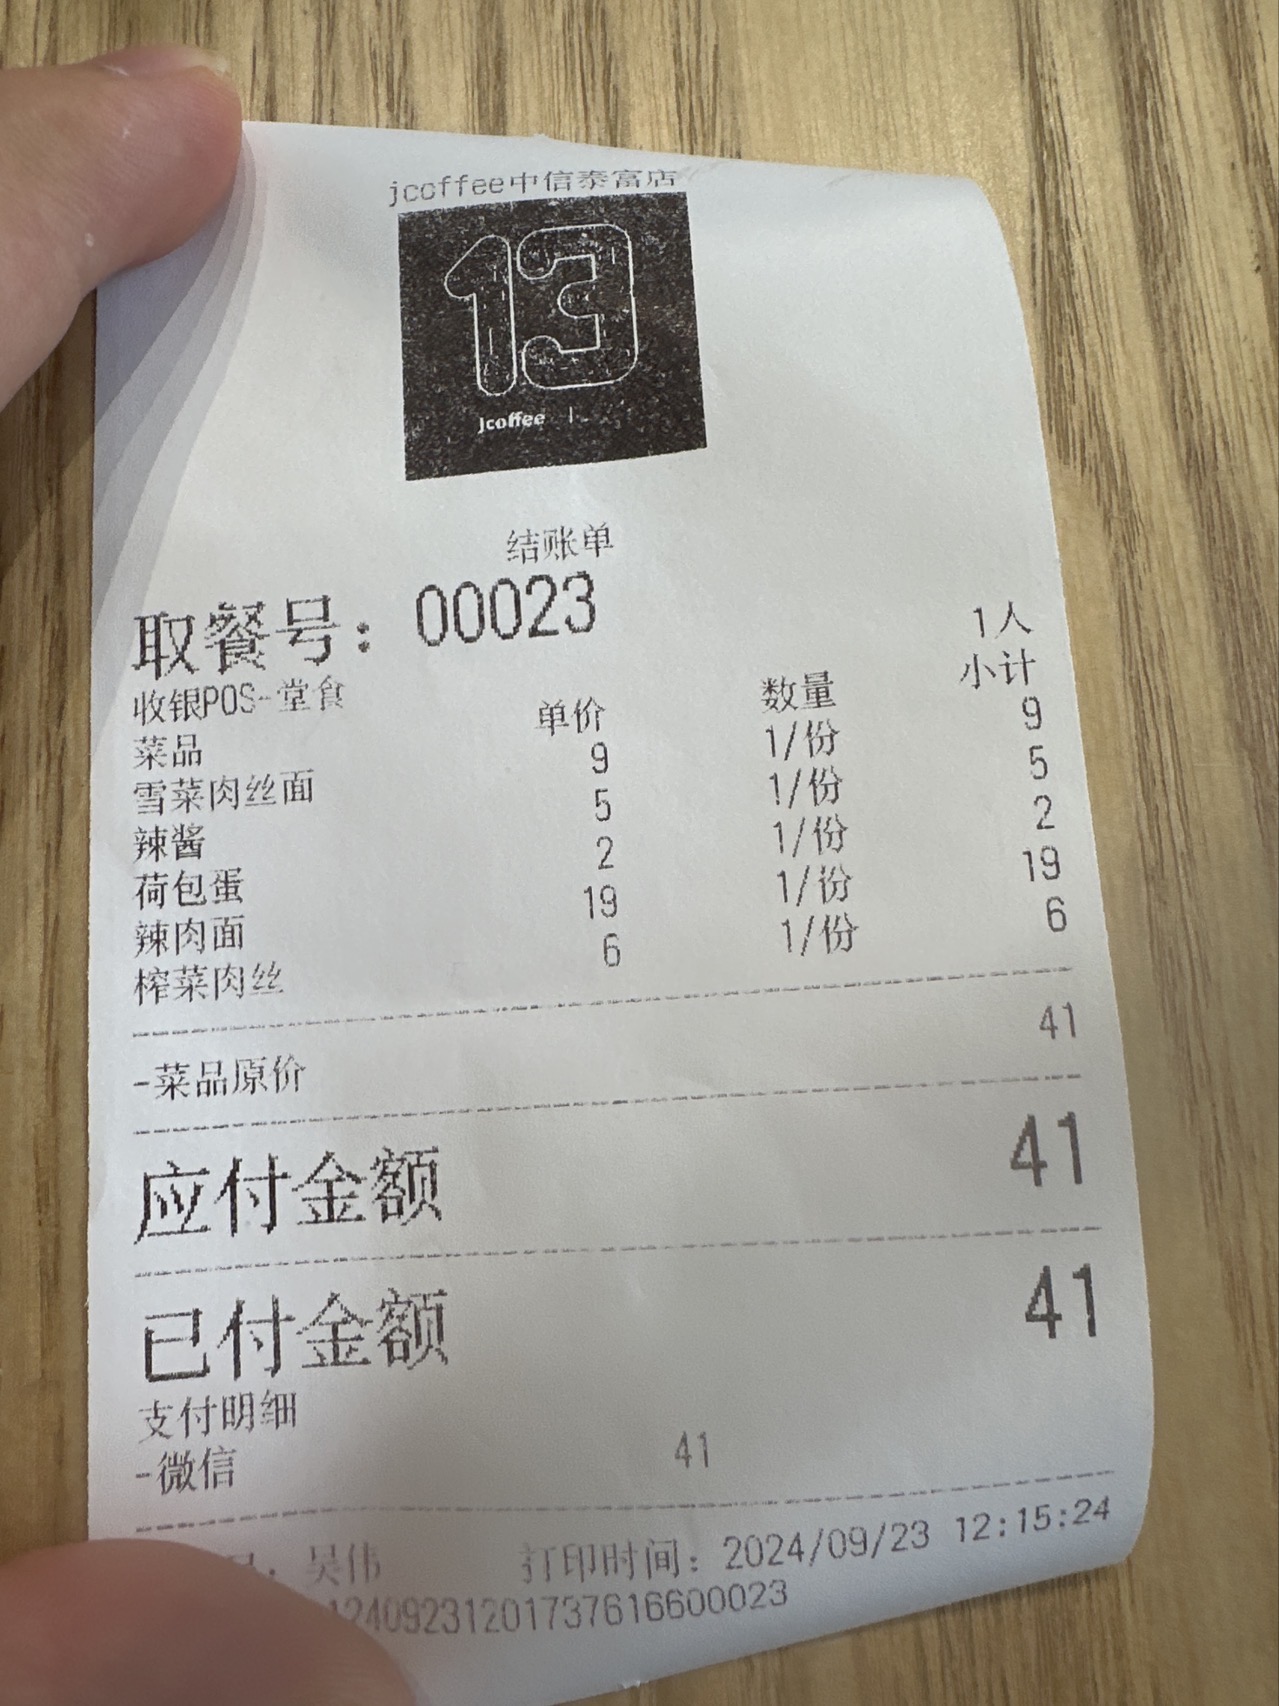 jcoffee中信泰富店
13
Jcoffee
结账单
取餐号：00023
收银POS-堂食 1人
菜品 单价 数量 小计
雪菜肉丝面 9 1/份 9
辣酱 5 1/份 5
荷包蛋 2 1/份 2
辣肉面 19 1/份 19
榨菜肉丝 6 1/份 6
-菜品原价 41
应付金额 41
已付金额 41
支付明细
-微信 41
吴伟 打印时间：2024/09/23 12:15:24
1240923120173761660​0023